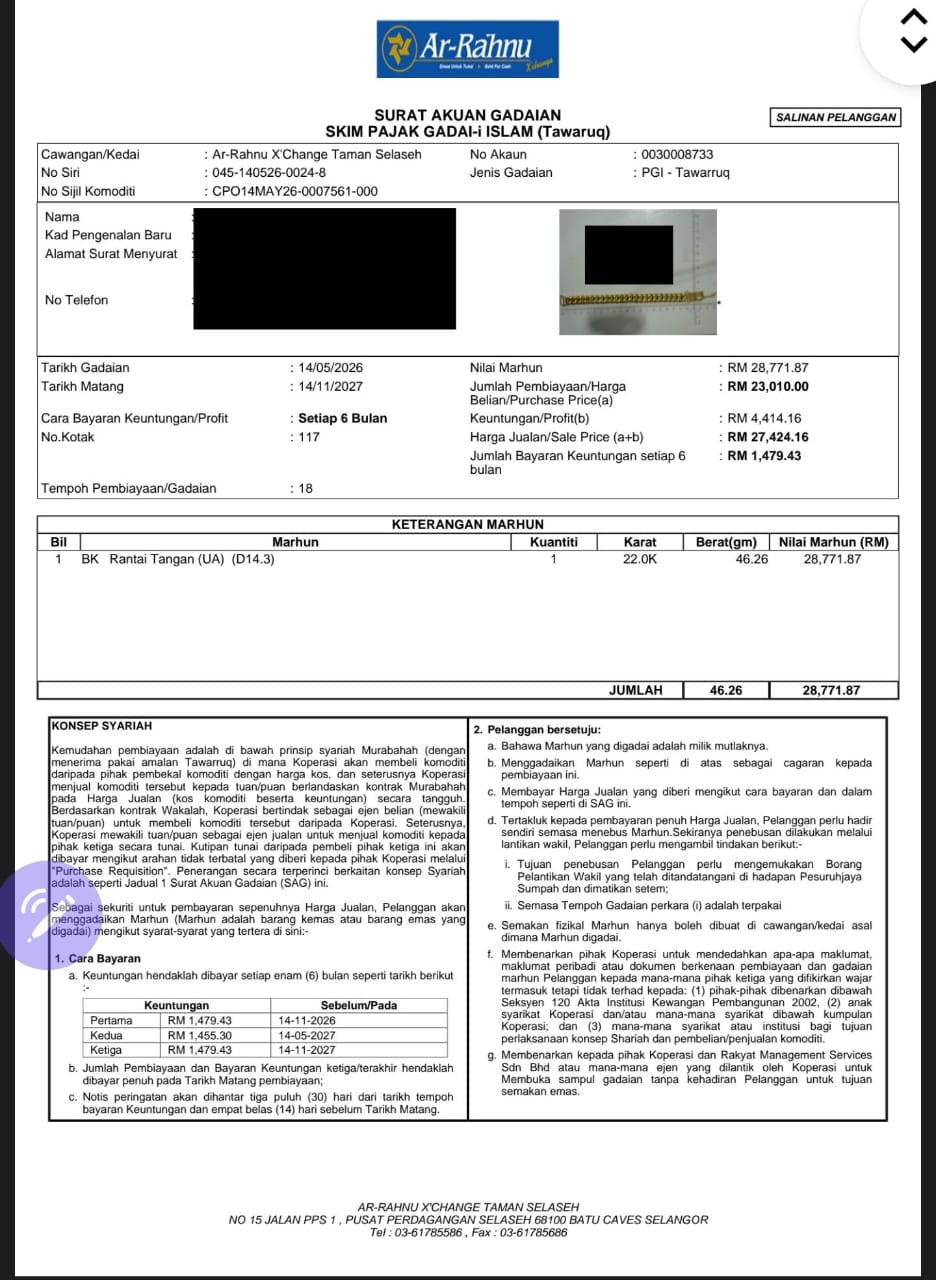 Ar-Rahnu
X'change
SURAT AKUAN GADAIAN
SKIM PAJAK GADAI-i ISLAM (Tawaruq)
SALINAN PELANGGAN
Cawangan/Kedai : Ar-Rahnu X'Change Taman Selaseh No Akaun : 0030008733
No Siri : 045-140526-0024-8 Jenis Gadaian : PGI - Tawarruq
No Sijil Komoditi : CPO14MAY26-0007561-000
Nama :
Kad Pengenalan Baru :
Alamat Surat Menyurat :
No Telefon :
Tarikh Gadaian : 14/05/2026 Nilai Marhun : RM 28,771.87
Tarikh Matang : 14/11/2027 Jumlah Pembiayaan/Harga : RM 23,010.00
Belian/Purchase Price(a)
Cara Bayaran Keuntungan/Profit : Setiap 6 Bulan Keuntungan/Profit(b) : RM 4,414.16
No.Kotak : 117 Harga Jualan/Sale Price (a+b) : RM 27,424.16
Jumlah Bayaran Keuntungan setiap 6 : RM 1,479.43
bulan
Tempoh Pembiayaan/Gadaian : 18
KETERANGAN MARHUN
Bil Marhun Kuantiti Karat Berat(gm) Nilai Marhun (RM)
1 BK Rantai Tangan (UA) (D14.3) 1 22.0K 46.26 28,771.87
JUMLAH 46.26 28,771.87
KONSEP SYARIAH
Kemudahan pembiayaan adalah di bawah prinsip syariah Murabahah (dengan
menerima pakai amalan Tawarruq) di mana Koperasi akan membeli komoditi
daripada pihak pembekal komoditi dengan harga kos, dan seterusnya Koperasi
menjual komoditi tersebut kepada tuan/puan berlandaskan kontrak Murabahah
pada Harga Jualan (kos komoditi beserta keuntungan) secara tangguh.
Berdasarkan kontrak Wakalah, Koperasi bertindak sebagai ejen belian (mewakili
tuan/puan) untuk membeli komoditi tersebut daripada Koperasi. Seterusnya,
Koperasi mewakili tuan/puan sebagai ejen jualan untuk menjual komoditi kepada
pihak ketiga secara tunai. Kutipan tunai daripada pembeli pihak ketiga ini akan
dibayar mengikut arahan tidak terbatal yang diberi kepada pihak Koperasi melalui
"Purchase Requisition". Penerangan secara terperinci berkaitan konsep Syariah
adalah seperti Jadual 1 Surat Akuan Gadaian (SAG) ini.
Sebagai sekuriti untuk pembayaran sepenuhnya Harga Jualan, Pelanggan akan
menggadaikan Marhun (Marhun adalah barang kemas atau barang emas yang
digadai) mengikut syarat-syarat yang tertera di sini:-
1. Cara Bayaran
a. Keuntungan hendaklah dibayar setiap enam (6) bulan seperti tarikh berikut
:-
Keuntungan Sebelum/Pada
Pertama RM 1,479.43 14-11-2026
Kedua RM 1,455.30 14-05-2027
Ketiga RM 1,479.43 14-11-2027
b. Jumlah Pembiayaan dan Bayaran Keuntungan ketiga/terakhir hendaklah
dibayar penuh pada Tarikh Matang pembiayaan;
c. Notis peringatan akan dihantar tiga puluh (30) hari dari tarikh tempoh
bayaran Keuntungan dan empat belas (14) hari sebelum Tarikh Matang.
2. Pelanggan bersetuju:
a. Bahawa Marhun yang digadai adalah milik mutlaknya.
b. Menggadaikan Marhun seperti di atas sebagai cagaran kepada
pembiayaan ini.
c. Membayar Harga Jualan yang diberi mengikut cara bayaran dan dalam
tempoh seperti di SAG ini.
d. Tertakluk kepada pembayaran penuh Harga Jualan, Pelanggan perlu hadir
sendiri semasa menebus Marhun.Sekiranya penebusan dilakukan melalui
lantikan wakil, Pelanggan perlu mengambil tindakan berikut:-
i. Tujuan penebusan Pelanggan perlu mengemukakan Borang
Pelantikan Wakil yang telah ditandatangani di hadapan Pesuruhjaya
Sumpah dan dimatikan setem;
ii. Semasa Tempoh Gadaian perkara (i) adalah terpakai
e. Semakan fizikal Marhun hanya boleh dibuat di cawangan/kedai asal
dimana Marhun digadai.
f. Membenarkan pihak Koperasi untuk mendedahkan apa-apa maklumat,
maklumat peribadi atau dokumen berkenaan pembiayaan dan gadaian
marhun Pelanggan kepada mana-mana pihak ketiga yang difikirkan wajar
termasuk tetapi tidak terhad kepada: (1) pihak-pihak dibenarkan dibawah
Seksyen 120 Akta Institusi Kewangan Pembangunan 2002, (2) anak
syarikat Koperasi dan/atau mana-mana syarikat dibawah kumpulan
Koperasi; dan (3) mana-mana syarikat atau institusi bagi tujuan
perlaksanaan konsep Shariah dan pembelian/penjualan komoditi.
g. Membenarkan kepada pihak Koperasi dan Rakyat Management Services
Sdn Bhd atau mana-mana ejen yang dilantik oleh Koperasi untuk
Membuka sampul gadaian tanpa kehadiran Pelanggan untuk tujuan
semakan emas.
AR-RAHNU X'CHANGE TAMAN SELASEH
NO 15 JALAN PPS 1 , PUSAT PERDAGANGAN SELASEH 68100 BATU CAVES SELANGOR
Tel : 03-61785586 , Fax : 03-61785686